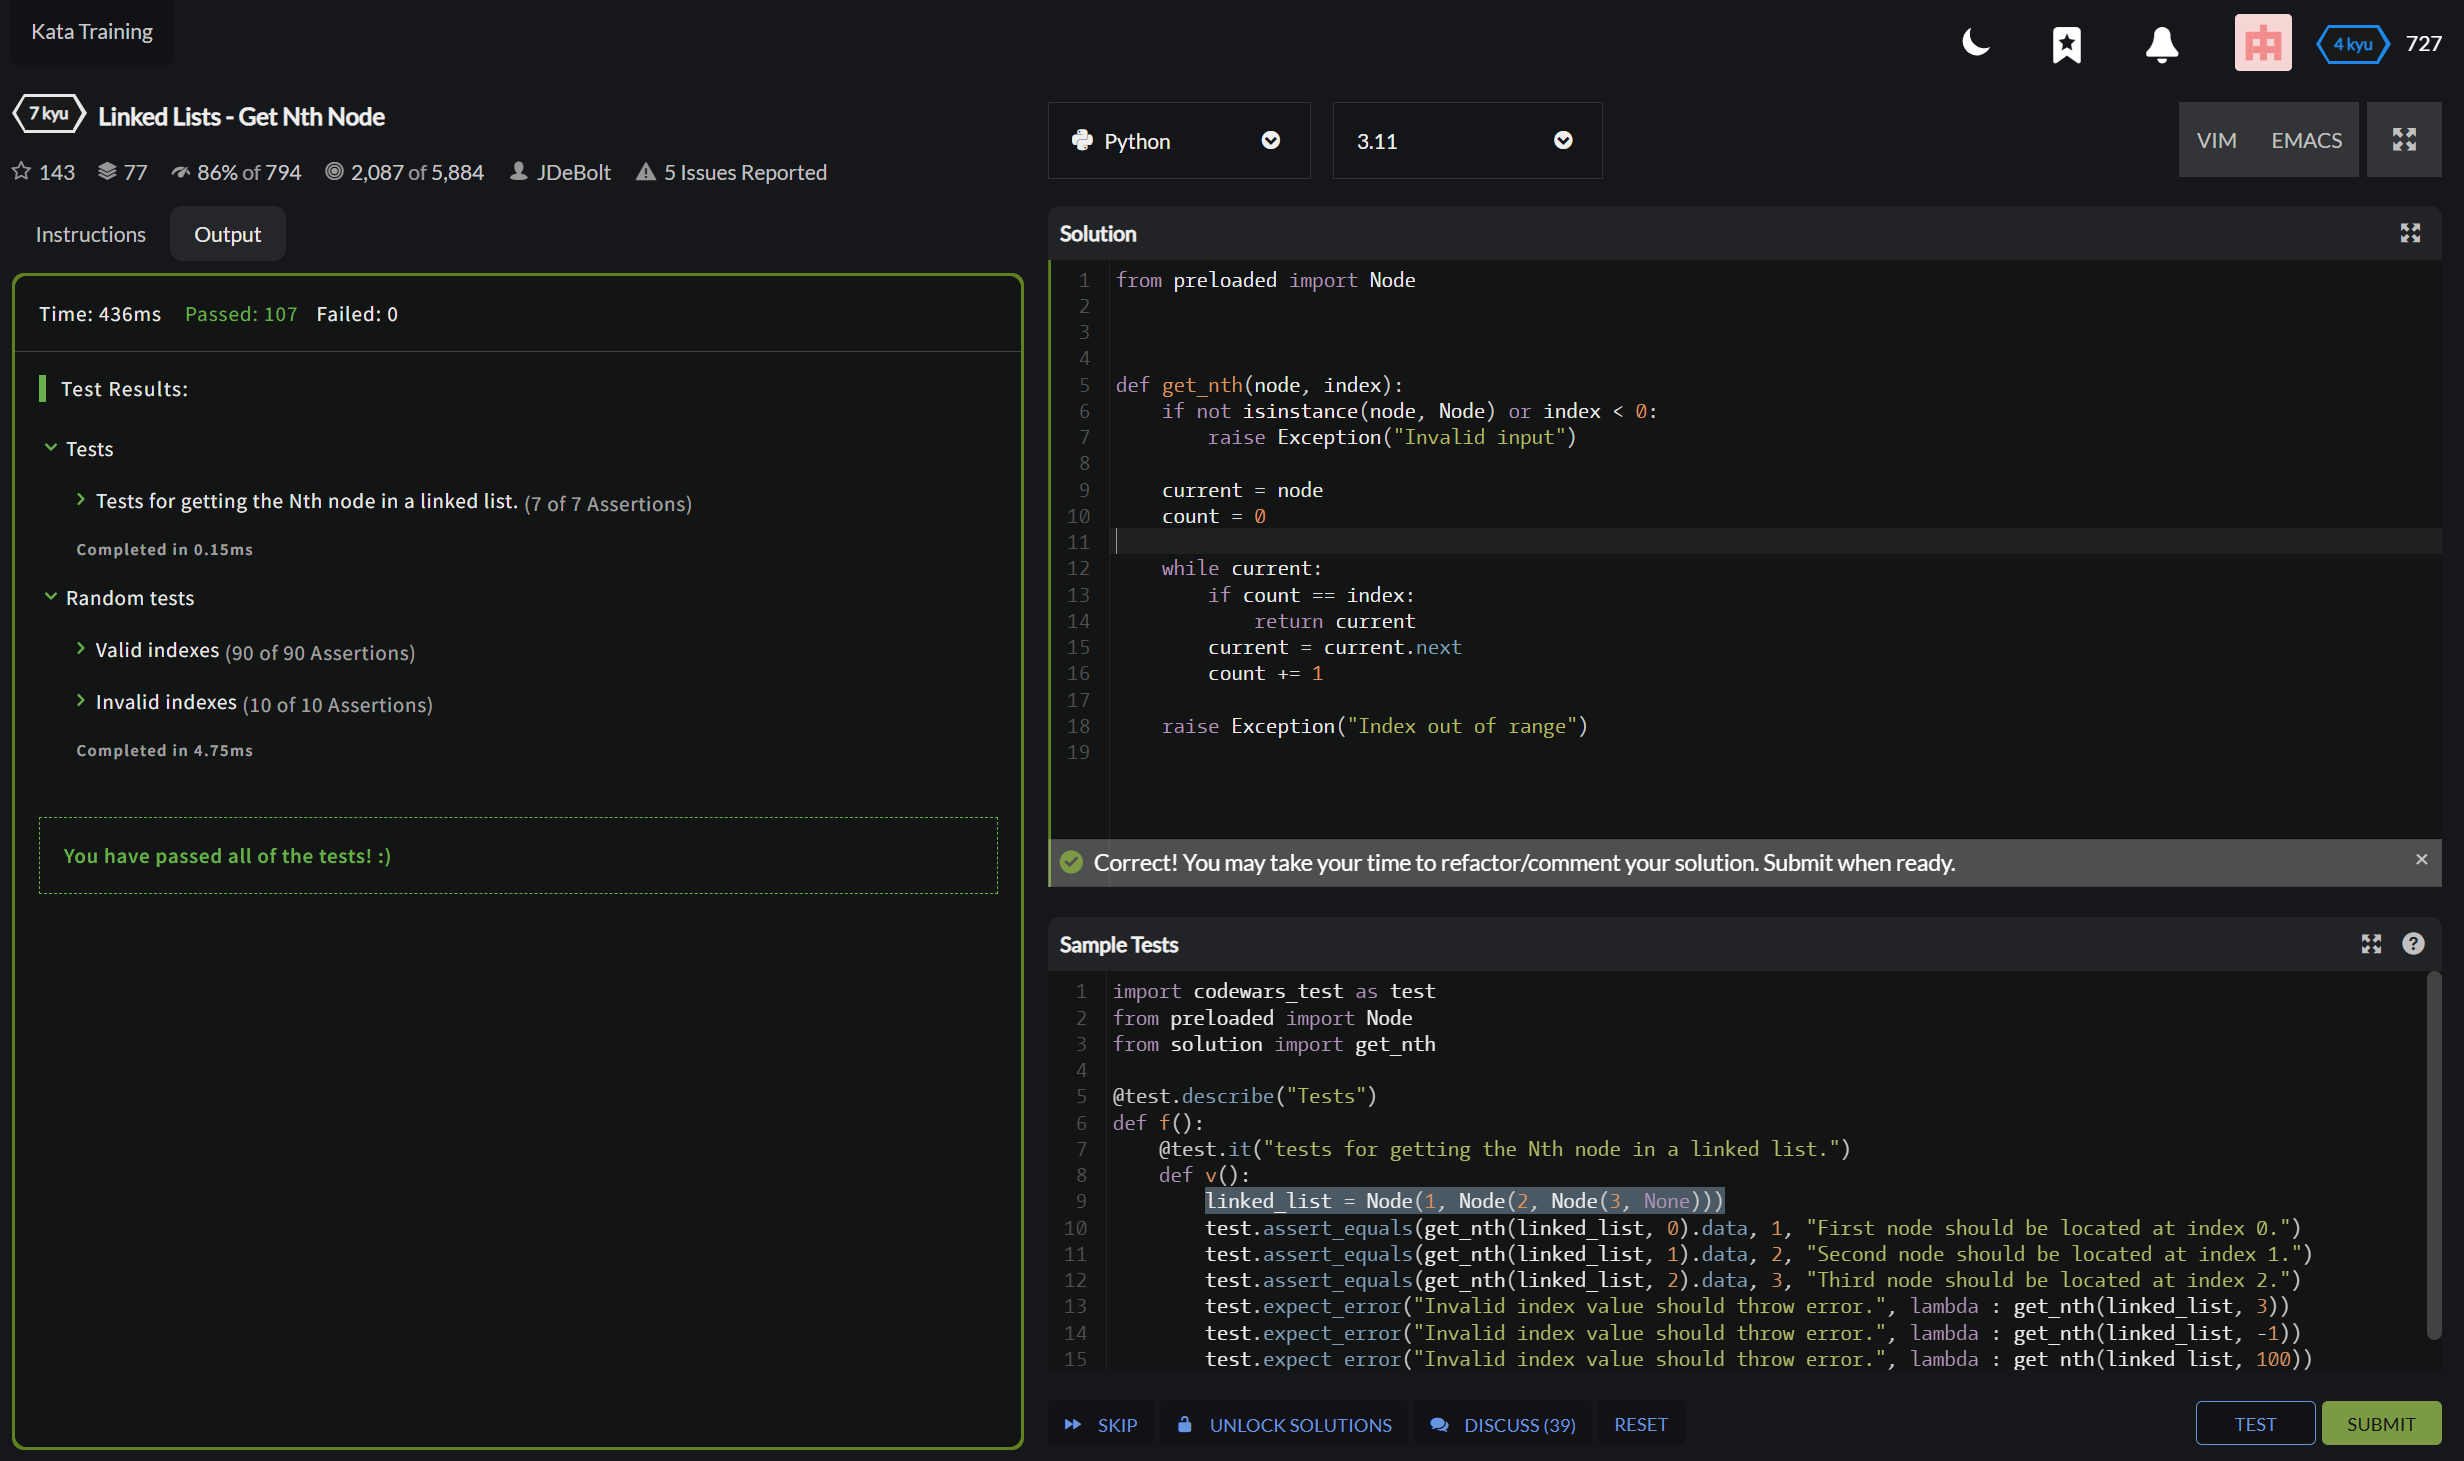 Kata Training
4 kyu 727
7 kyu Linked Lists - Get Nth Node
143 77 86% of 794 2,087 of 5,884 JDeBolt 5 Issues Reported
Instructions Output
Time: 436ms Passed: 107 Failed: 0
Test Results:
Tests
Tests for getting the Nth node in a linked list. (7 of 7 Assertions)
Completed in 0.15ms
Random tests
Valid indexes (90 of 90 Assertions)
Invalid indexes (10 of 10 Assertions)
Completed in 4.75ms
You have passed all of the tests! :)
Python 3.11 VIM EMACS
Solution
1 from preloaded import Node
2
3
4
5 def get_nth(node, index):
6     if not isinstance(node, Node) or index < 0:
7         raise Exception("Invalid input")
8
9     current = node
10     count = 0
11
12     while current:
13         if count == index:
14             return current
15         current = current.next
16         count += 1
17
18     raise Exception("Index out of range")
19
Correct! You may take your time to refactor/comment your solution. Submit when ready. ×
Sample Tests ?
1 import codewars_test as test
2 from preloaded import Node
3 from solution import get_nth
4
5 @test.describe("Tests")
6 def f():
7     @test.it("tests for getting the Nth node in a linked list.")
8     def v():
9         linked_list = Node(1, Node(2, Node(3, None)))
10         test.assert_equals(get_nth(linked_list, 0).data, 1, "First node should be located at index 0.")
11         test.assert_equals(get_nth(linked_list, 1).data, 2, "Second node should be located at index 1.")
12         test.assert_equals(get_nth(linked_list, 2).data, 3, "Third node should be located at index 2.")
13         test.expect_error("Invalid index value should throw error.", lambda : get_nth(linked_list, 3))
14         test.expect_error("Invalid index value should throw error.", lambda : get_nth(linked_list, -1))
15         test.expect_error("Invalid index value should throw error.", lambda : get_nth(linked_list, 100))
SKIP UNLOCK SOLUTIONS DISCUSS (39) RESET TEST SUBMIT